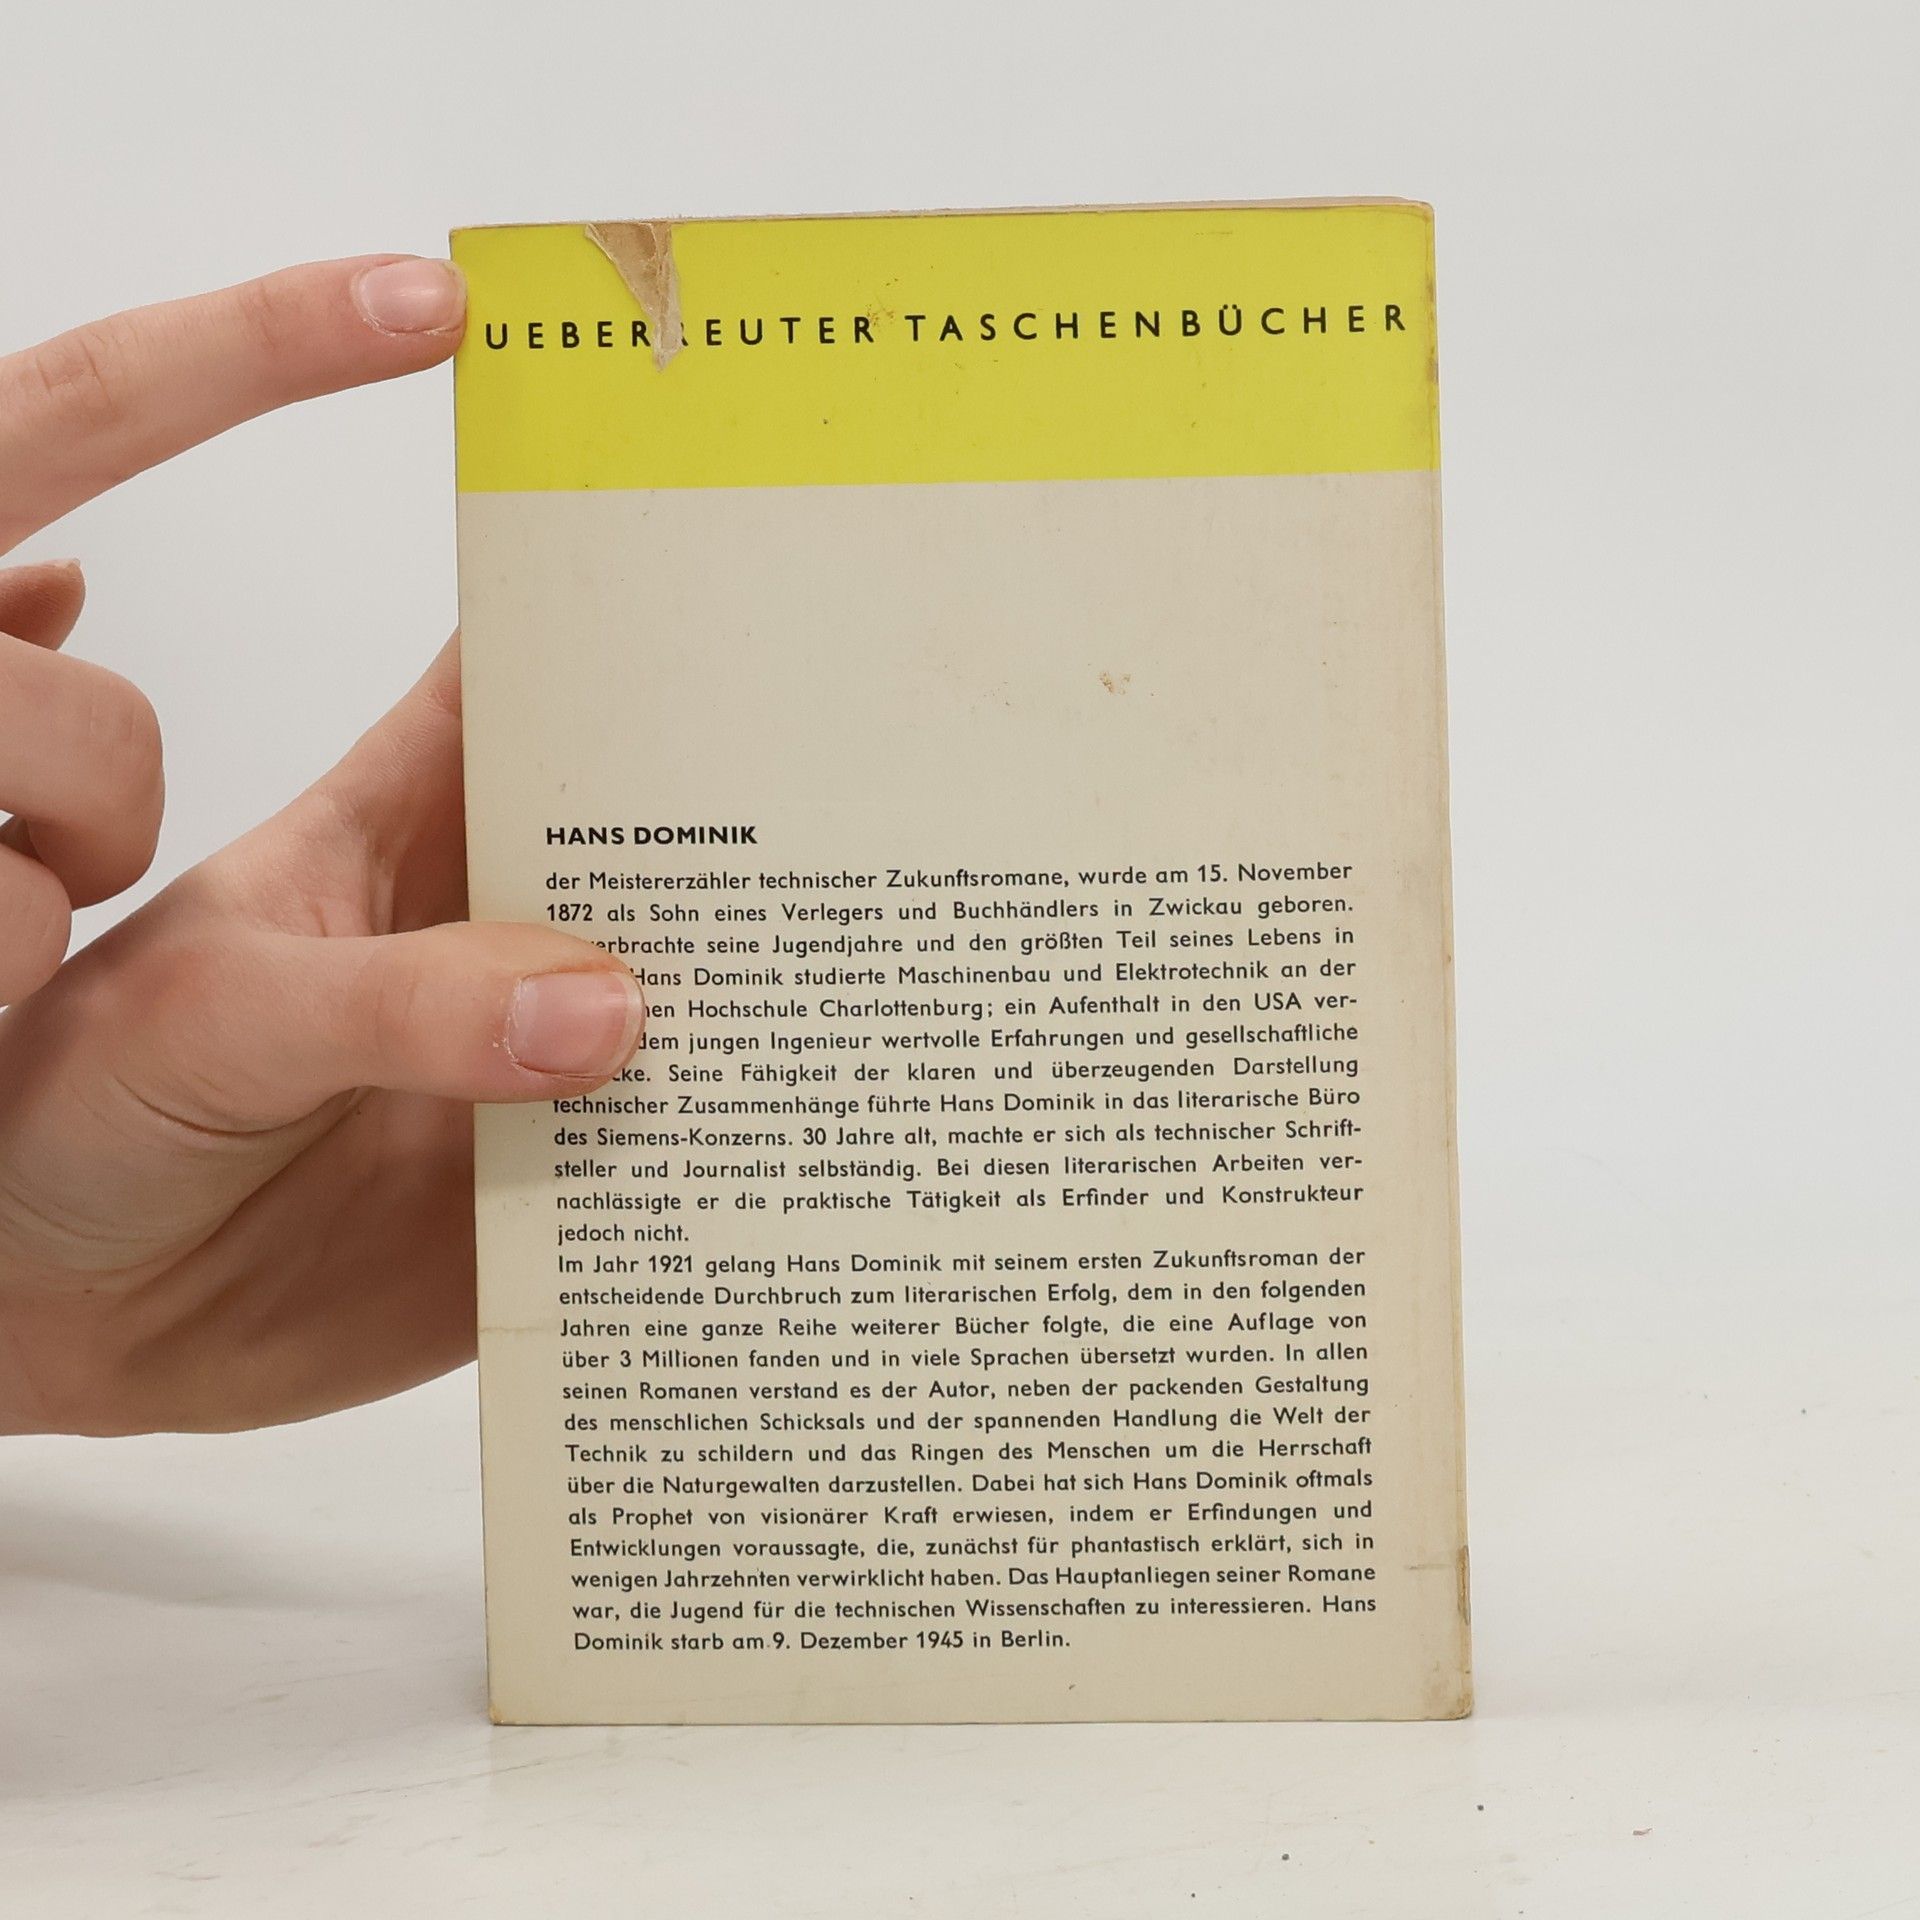 UEBERREUTER TASCHENBÜCHER
HANS DOMINIK
der Meistererzähler technischer Zukunftsromane, wurde am 15. November
1872 als Sohn eines Verlegers und Buchhändlers in Zwickau geboren.
verbrachte seine Jugendjahre und den größten Teil seines Lebens in
Hans Dominik studierte Maschinenbau und Elektrotechnik an der
Hochschule Charlottenburg; ein Aufenthalt in den USA ver-
dem jungen Ingenieur wertvolle Erfahrungen und gesellschaftliche
Seine Fähigkeit der klaren und überzeugenden Darstellung
technischer Zusammenhänge führte Hans Dominik in das literarische Büro
des Siemens-Konzerns. 30 Jahre alt, machte er sich als technischer Schrift-
steller und Journalist selbständig. Bei diesen literarischen Arbeiten ver-
nachlässigte er die praktische Tätigkeit als Erfinder und Konstrukteur
jedoch nicht.
Im Jahr 1921 gelang Hans Dominik mit seinem ersten Zukunftsroman der
entscheidende Durchbruch zum literarischen Erfolg, dem in den folgenden
Jahren eine ganze Reihe weiterer Bücher folgte, die eine Auflage von
über 3 Millionen fanden und in viele Sprachen übersetzt wurden. In allen
seinen Romanen verstand es der Autor, neben der packenden Gestaltung
des menschlichen Schicksals und der spannenden Handlung die Welt der
Technik zu schildern und das Ringen des Menschen um die Herrschaft
über die Naturgewalten darzustellen. Dabei hat sich Hans Dominik oftmals
als Prophet von visionärer Kraft erwiesen, indem er Erfindungen und
Entwicklungen voraussagte, die, zunächst für phantastisch erklärt, sich in
wenigen Jahrzehnten verwirklicht haben. Das Hauptanliegen seiner Romane
war, die Jugend für die technischen Wissenschaften zu interessieren. Hans
Dominik starb am 9. Dezember 1945 in Berlin.